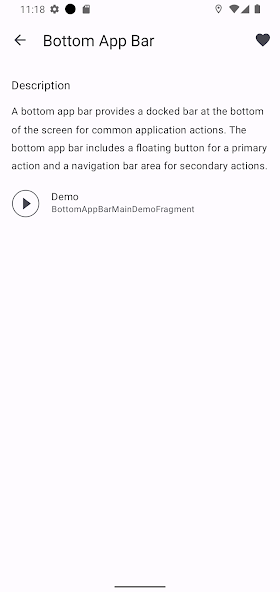 11:18
Bottom App Bar
Description
A bottom app bar provides a docked bar at the bottom
of the screen for common application actions. The
bottom app bar includes a floating button for a primary
action and a navigation bar area for secondary actions.
Demo
BottomAppBarMainDemoFragment